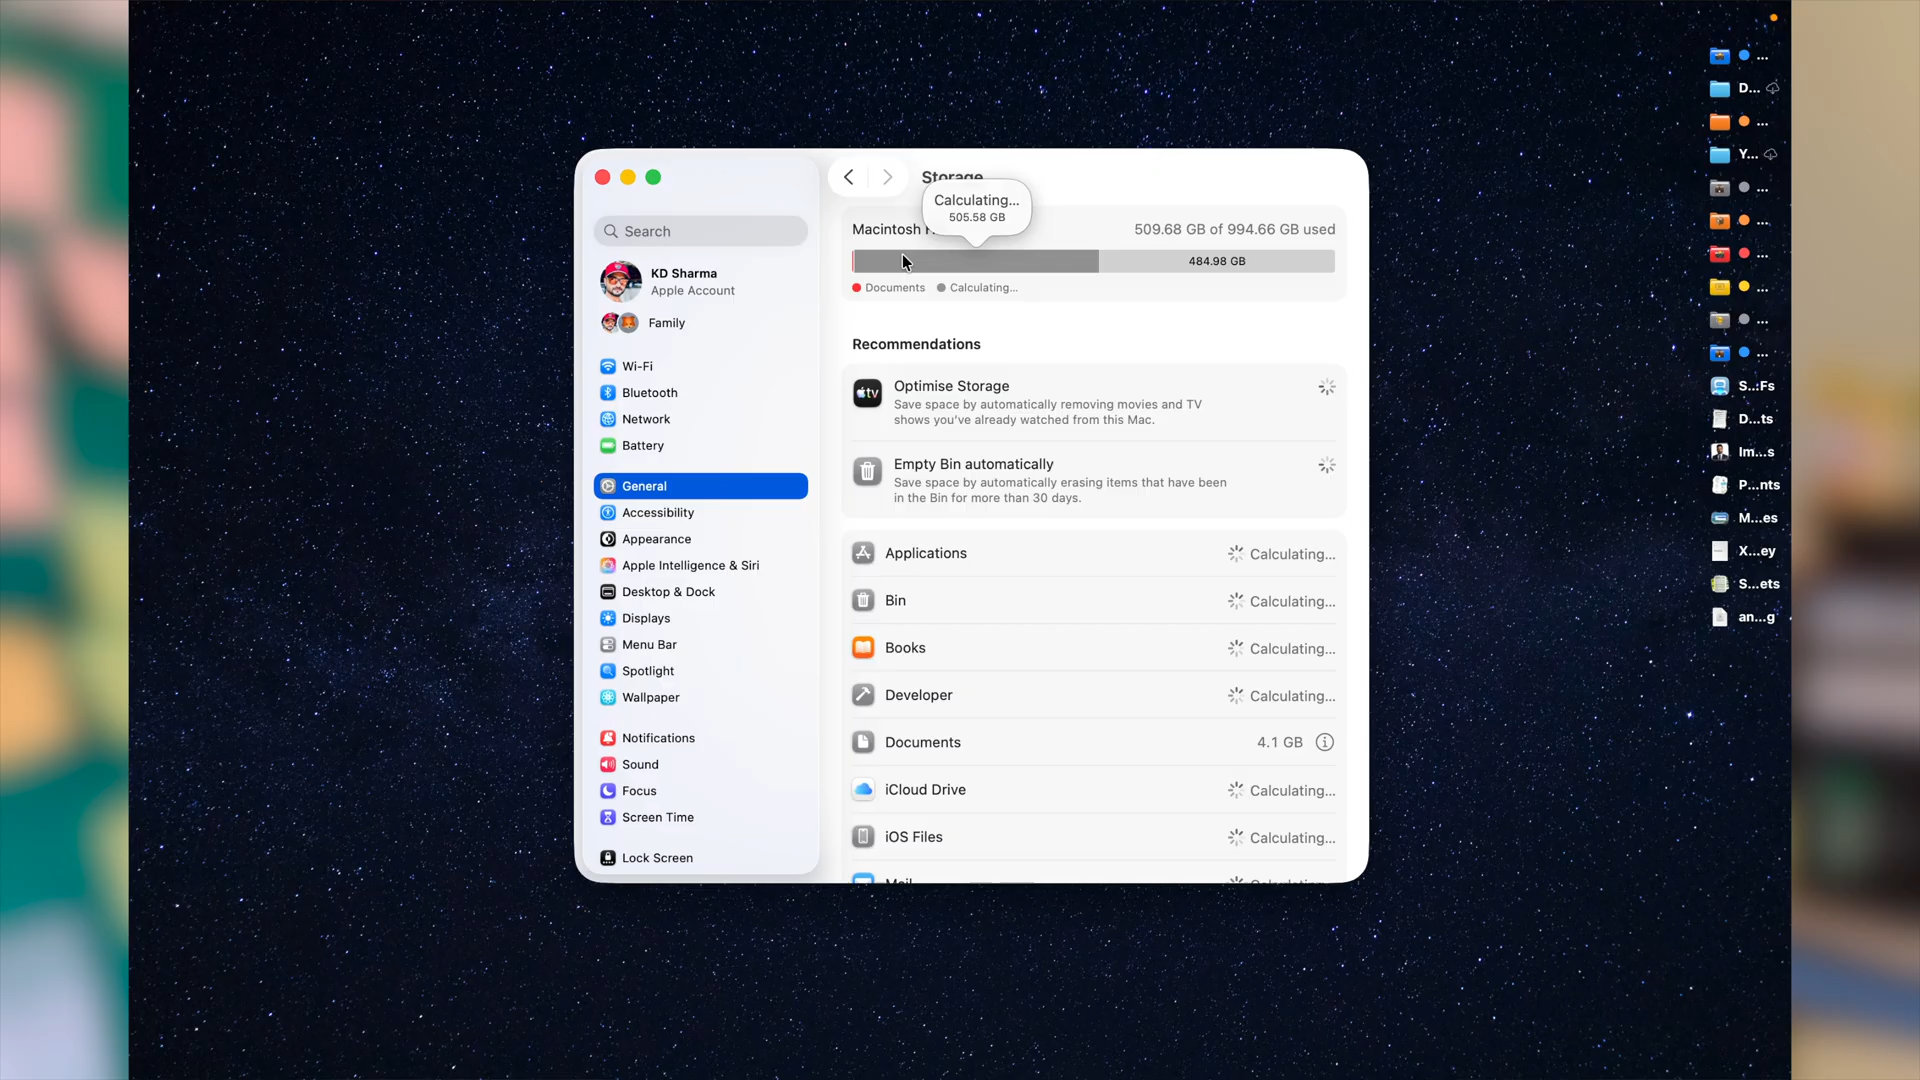 Search
KD Sharma
Apple Account
Family
Wi-Fi
Bluetooth
Network
Battery
General
Accessibility
Appearance
Apple Intelligence & Siri
Desktop & Dock
Displays
Menu Bar
Spotlight
Wallpaper
Notifications
Sound
Focus
Screen Time
Lock Screen
Storage
Calculating...
505.58 GB
Macintosh
509.68 GB of 994.66 GB used
484.98 GB
Documents
Calculating...
Recommendations
tv
Optimise Storage
Save space by automatically removing movies and TV
shows you've already watched from this Mac.
Empty Bin automatically
Save space by automatically erasing items that have been
in the Bin for more than 30 days.
Applications Calculating...
Bin Calculating...
Books Calculating...
Developer Calculating...
Documents 4.1 GB
iCloud Drive Calculating...
iOS Files Calculating...
...
D...
...
Y...
...
...
...
...
...
...
S...Fs
D...ts
Im...s
P...nts
M...es
X...ey
S...ets
an...g